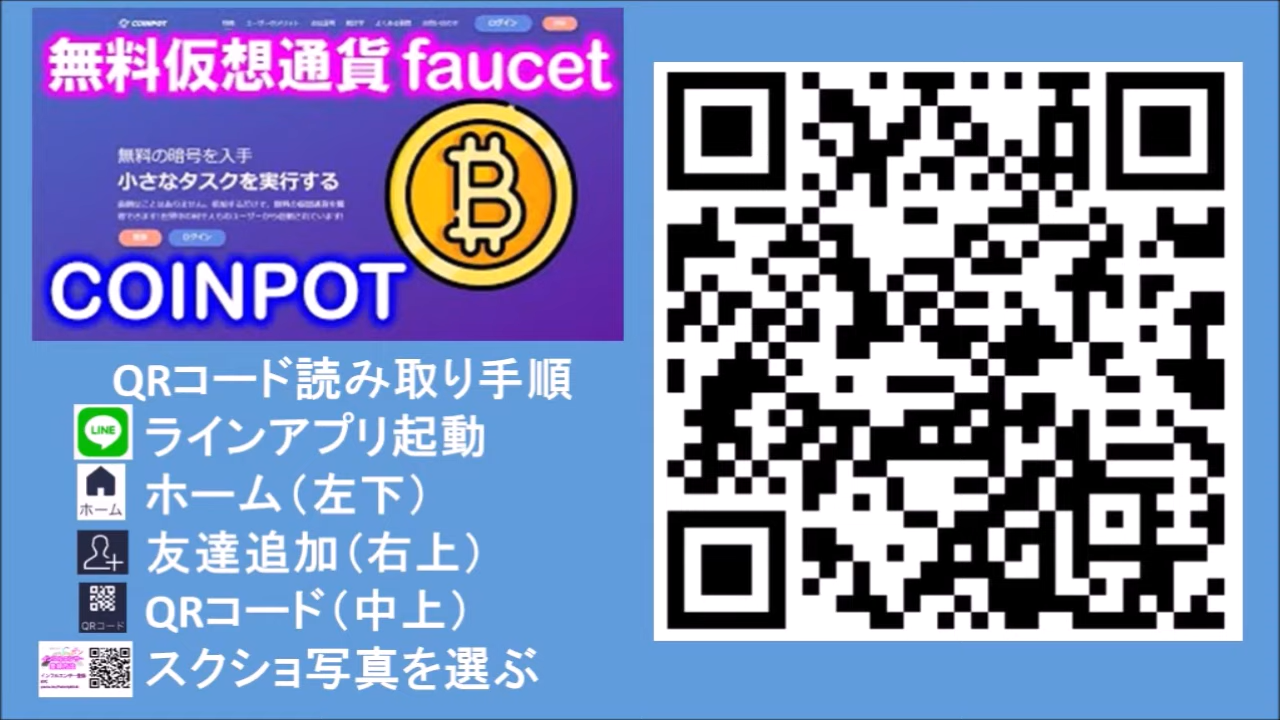 COINPOT
ログイン
無料仮想通貨 faucet
無料の暗号を入手
小さなタスクを実行する
ログイン
COINPOT
QRコード読み取り手順
LINE
ラインアプリ起動
ホーム
ホーム（左下）
友達追加（右上）
QRコード
QRコード（中上）
スクショ写真を選ぶ